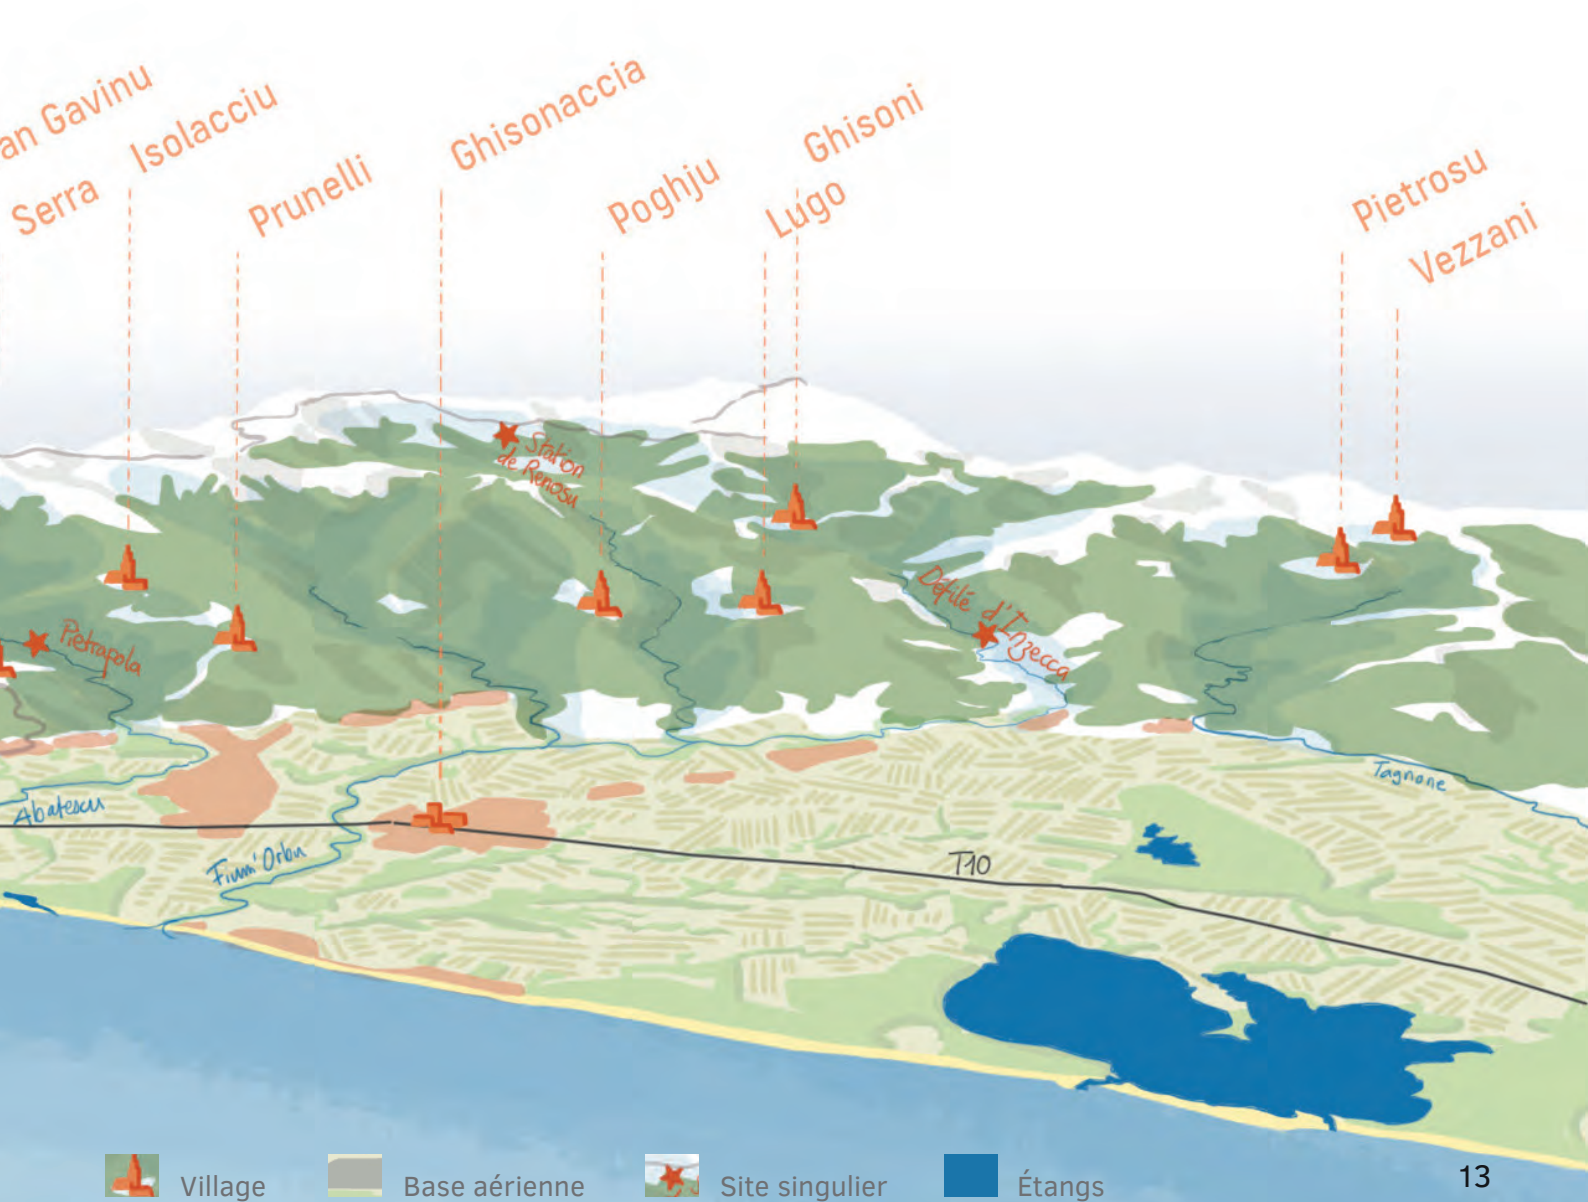 an Gavinu
Serra
Isolacciu
Prunelli
Ghisonaccia
Poghju
Lugo
Ghisoni
Pietrosu
Vezzani
Station
de Renosu
Pietrapola
Défilé d'Inzecca
Tagnone
Abatescu
Fium'Orbu
T10
Village
Base aérienne
Site singulier
Étangs
13